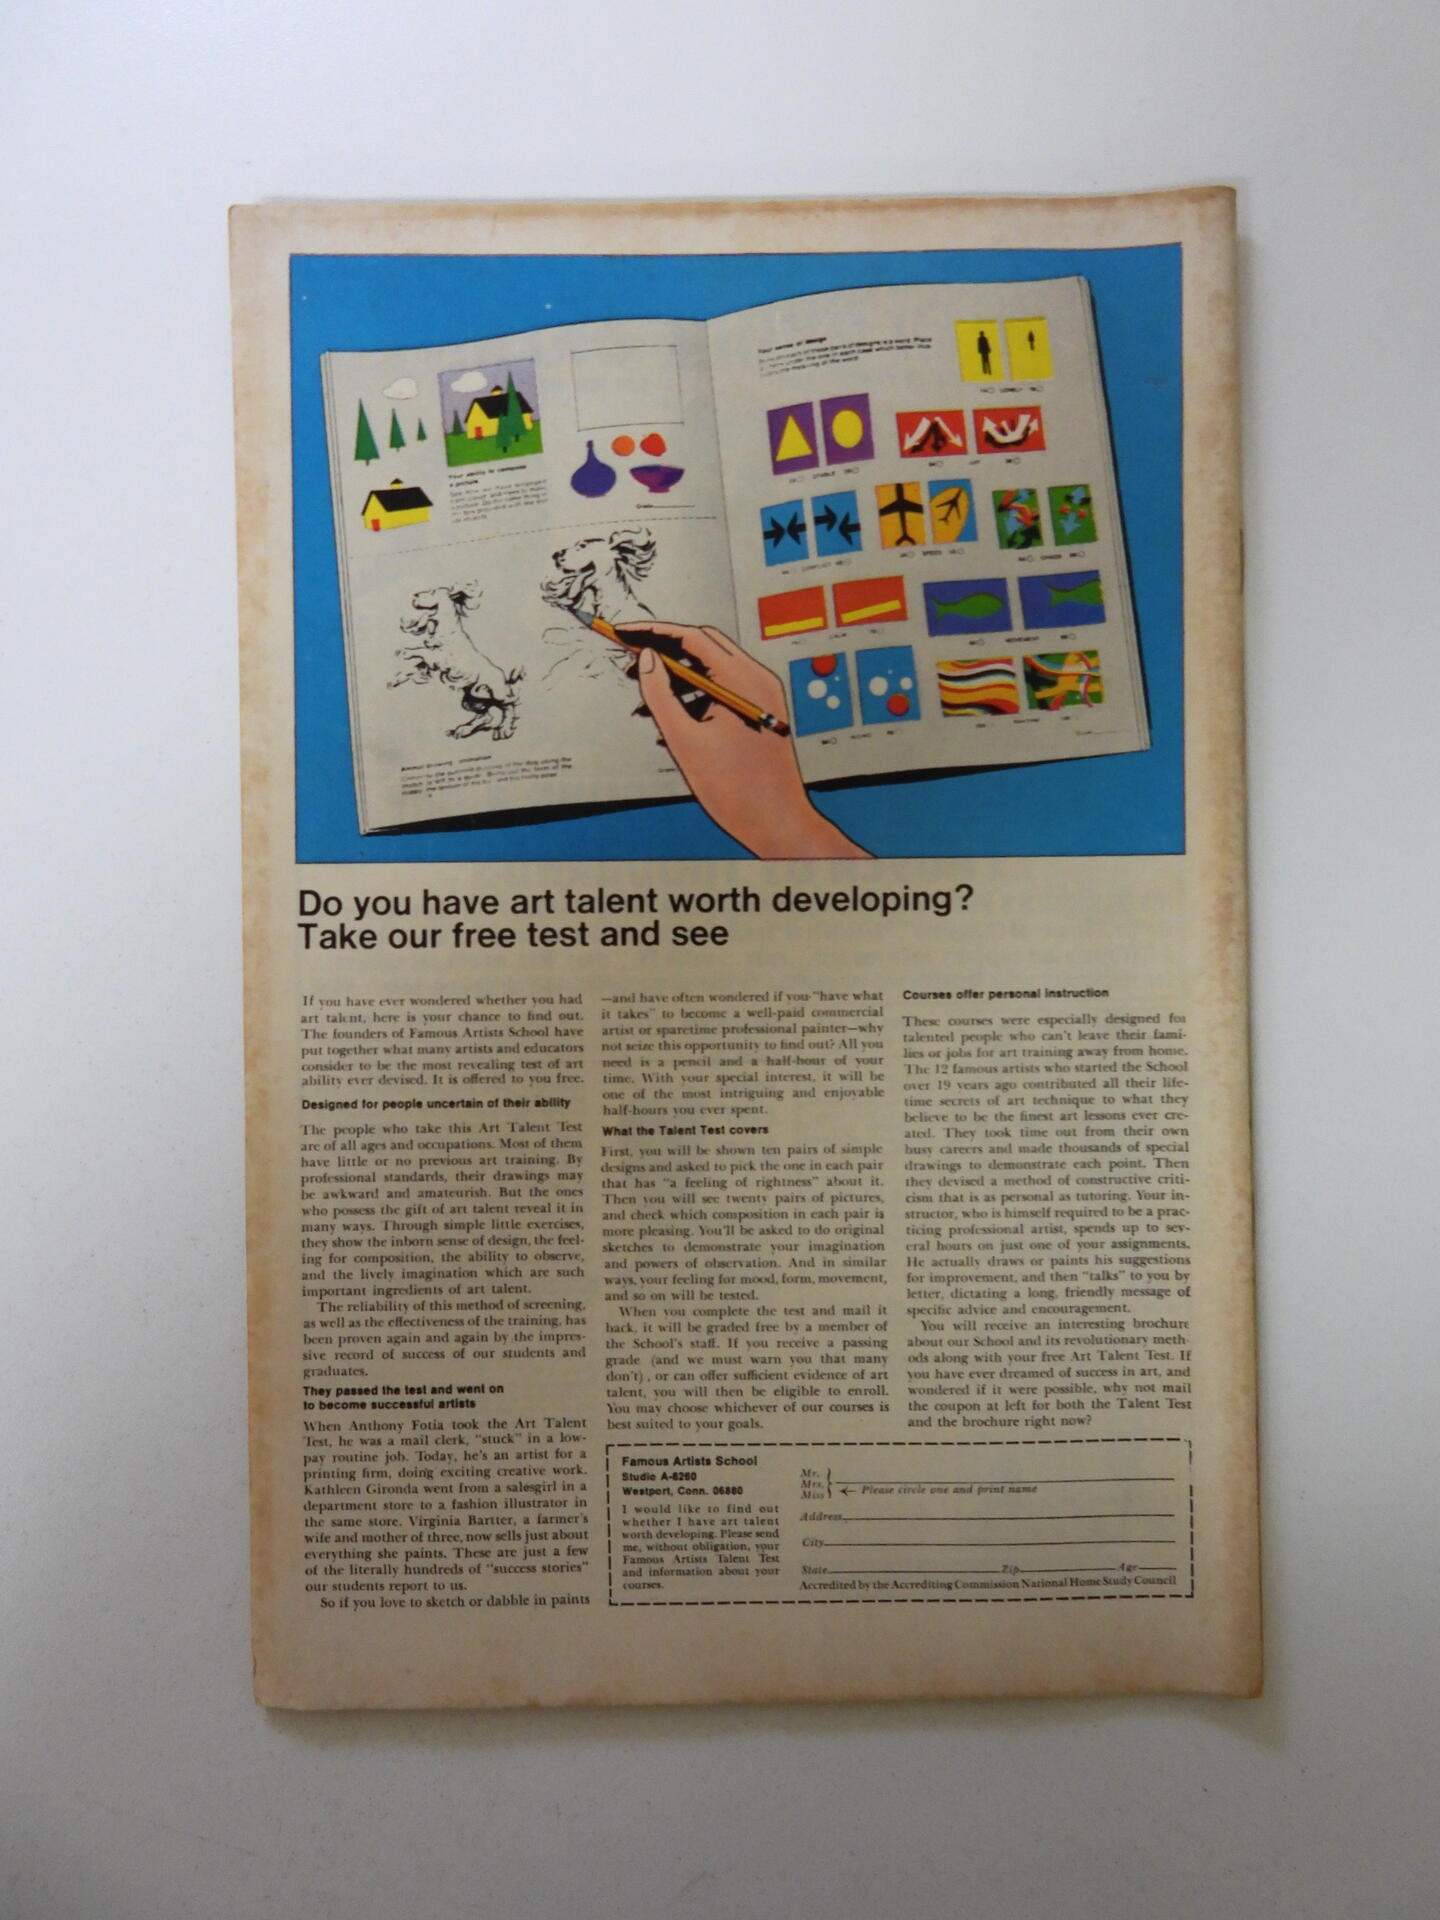 Your sense of design
LONELY
STABLE
JOY
CONFLICT
SPEED
CALM
MOVEMENT
Your ability to compose
a picture
Grade
Do you have art talent worth developing?
Take our free test and see
If you have ever wondered whether you had
art talent, here is your chance to find out.
The founders of Famous Artists School have
put together what many artists and educators
consider to be the most revealing test of art
ability ever devised. It is offered to you free.
Designed for people uncertain of their ability
The people who take this Art Talent Test
are of all ages and occupations. Most of them
have little or no previous art training. By
professional standards, their drawings may
be awkward and amateurish. But the ones
who possess the gift of art talent reveal it in
many ways. Through simple little exercises,
they show the inborn sense of design, the feel-
ing for composition, the ability to observe,
and the lively imagination which are such
important ingredients of art talent.
The reliability of this method of screening,
as well as the effectiveness of the training, has
been proven again and again by the impres-
sive record of success of our students and
graduates.
They passed the test and went on
to become successful artists
When Anthony Fotia took the Art Talent
Test, he was a mail clerk, "stuck" in a low-
pay routine job. Today, he's an artist for a
printing firm, doing exciting creative work.
Kathleen Gironda went from a salesgirl in a
department store to a fashion illustrator in
the same store. Virginia Bartter, a farmer's
wife and mother of three, now sells just about
everything she paints. These are just a few
of the literally hundreds of "success stories"
our students report to us.
So if you love to sketch or dabble in paints
—and have often wondered if you "have what
it takes" to become a well-paid commercial
artist or sparetime professional painter—why
not seize this opportunity to find out? All you
need is a pencil and a half-hour of your
time. With your special interest, it will be
one of the most intriguing and enjoyable
half-hours you ever spent.
What the Talent Test covers
First, you will be shown ten pairs of simple
designs and asked to pick the one in each pair
that has "a feeling of rightness" about it.
Then you will see twenty pairs of pictures,
and check which composition in each pair is
more pleasing. You'll be asked to do original
sketches to demonstrate your imagination
and powers of observation. And in similar
ways, your feeling for mood, form, movement,
and so on will be tested.
When you complete the test and mail it
back, it will be graded free by a member of
the School's staff. If you receive a passing
grade (and we must warn you that many
don't), or can offer sufficient evidence of art
talent, you will then be eligible to enroll.
You may choose whichever of our courses is
best suited to your goals.
Courses offer personal instruction
These courses were especially designed for
talented people who can't leave their fami-
lies or jobs for art training away from home.
The 12 famous artists who started the School
over 19 years ago contributed all their life-
time secrets of art technique to what they
believe to be the finest art lessons ever cre-
ated. They took time out from their own
busy careers and made thousands of special
drawings to demonstrate each point. Then
they devised a method of constructive criti-
cism that is as personal as tutoring. Your in-
structor, who is himself required to be a prac-
ticing professional artist, spends up to sev-
eral hours on just one of your assignments.
He actually draws or paints his suggestions
for improvement, and then "talks" to you by
letter, dictating a long, friendly message of
specific advice and encouragement.
You will receive an interesting brochure
about our School and its revolutionary meth-
ods along with your free Art Talent Test. If
you have ever dreamed of success in art, and
wondered if it were possible, why not mail
the coupon at left for both the Talent Test
and the brochure right now?
Famous Artists School
Studio A-6260
Westport, Conn. 06880
I would like to find out
whether I have art talent
worth developing. Please send
me, without obligation, your
Famous Artists Talent Test
and information about your
courses.
Mr.
Mrs.
Miss
Please circle one and print name
Address
City
State Zip Age
Accredited by the Accrediting Commission National Home Study Council